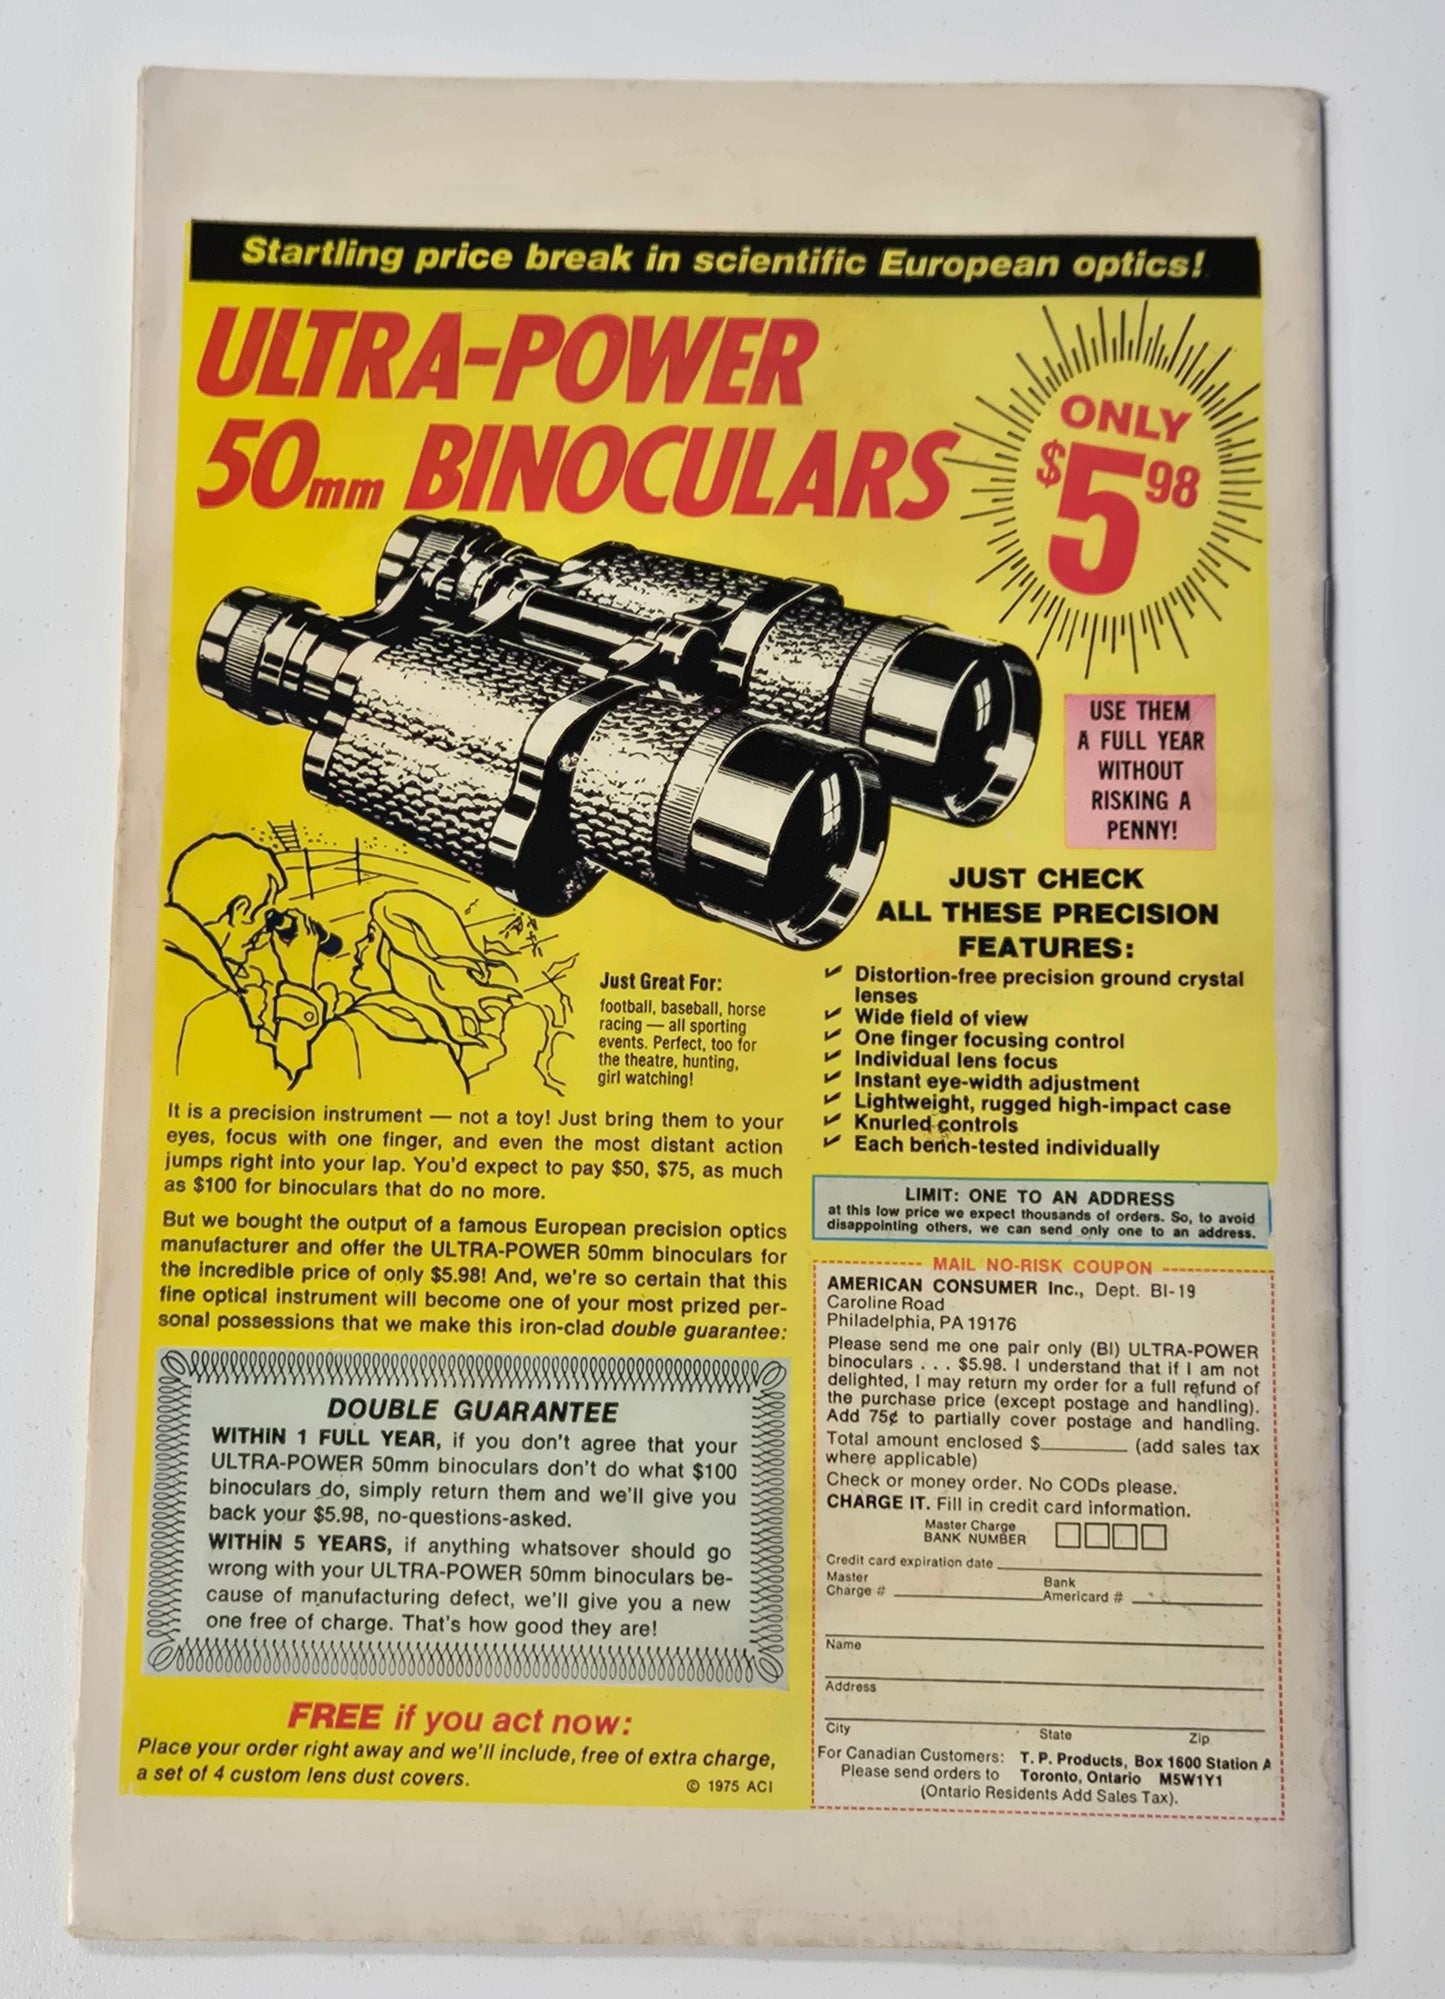 Startling price break in scientific European optics!
ULTRA-POWER
50mm BINOCULARS
ONLY
$5 98
USE THEM
A FULL YEAR
WITHOUT
RISKING A
PENNY!
JUST CHECK
ALL THESE PRECISION
FEATURES:
✔ Distortion-free precision ground crystal
lenses
✔ Wide field of view
✔ One finger focusing control
✔ Individual lens focus
✔ Instant eye-width adjustment
✔ Lightweight, rugged high-impact case
✔ Knurled controls
✔ Each bench-tested individually
Just Great For:
football, baseball, horse
racing — all sporting
events. Perfect, too for
the theatre, hunting,
girl watching!
It is a precision instrument — not a toy! Just bring them to your
eyes, focus with one finger, and even the most distant action
jumps right into your lap. You'd expect to pay $50, $75, as much
as $100 for binoculars that do no more.
But we bought the output of a famous European precision optics
manufacturer and offer the ULTRA-POWER 50mm binoculars for
the incredible price of only $5.98! And, we're so certain that this
fine optical instrument will become one of your most prized per-
sonal possessions that we make this iron-clad double guarantee:
DOUBLE GUARANTEE
WITHIN 1 FULL YEAR, if you don't agree that your
ULTRA-POWER 50mm binoculars don't do what $100
binoculars do, simply return them and we'll give you
back your $5.98, no-questions-asked.
WITHIN 5 YEARS, if anything whatsover should go
wrong with your ULTRA-POWER 50mm binoculars be-
cause of manufacturing defect, we'll give you a new
one free of charge. That's how good they are!
FREE if you act now:
Place your order right away and we'll include, free of extra charge,
a set of 4 custom lens dust covers.
© 1975 ACI
LIMIT: ONE TO AN ADDRESS
at this low price we expect thousands of orders. So, to avoid
disappointing others, we can send only one to an address.
MAIL NO-RISK COUPON
AMERICAN CONSUMER Inc., Dept. BI-19
Caroline Road
Philadelphia, PA 19176
Please send me one pair only (BI) ULTRA-POWER
binoculars . . . $5.98. I understand that if I am not
delighted, I may return my order for a full refund of
the purchase price (except postage and handling).
Add 75¢ to partially cover postage and handling.
Total amount enclosed $________ (add sales tax
where applicable)
Check or money order. No CODs please.
CHARGE IT. Fill in credit card information.
Master Charge
BANK NUMBER
Credit card expiration date
Master Bank
Charge # Americard #
Name
Address
City State Zip
For Canadian Customers: T. P. Products, Box 1600 Station A
Please send orders to Toronto, Ontario M5W1Y1
(Ontario Residents Add Sales Tax).